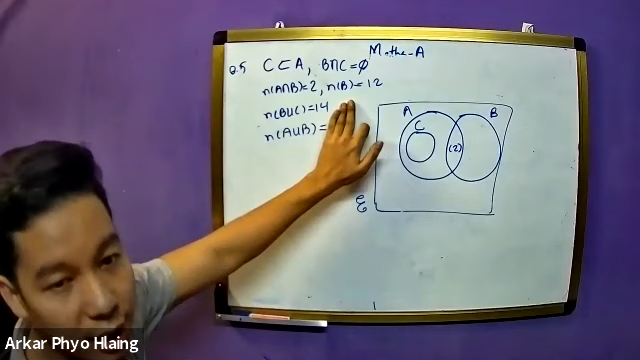 Maths-A
Q.5 C⊂A, B∩C=∅
n(A∩B)=2, n(B)=12
n(B∪C)=14
n(A∪B)=
A
B
C
(2)
ℰ
Arkar Phyo Hlaing